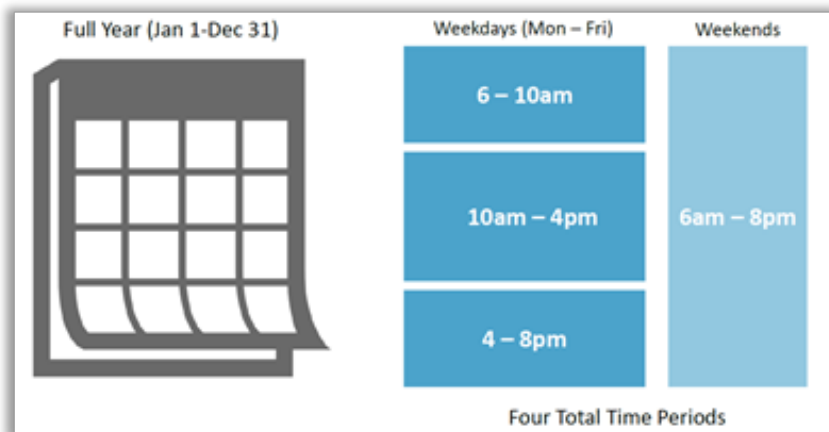 Full Year (Jan 1-Dec 31)
Weekdays (Mon – Fri)
Weekends
6 – 10am
10am – 4pm
6am – 8pm
4 – 8pm
Four Total Time Periods